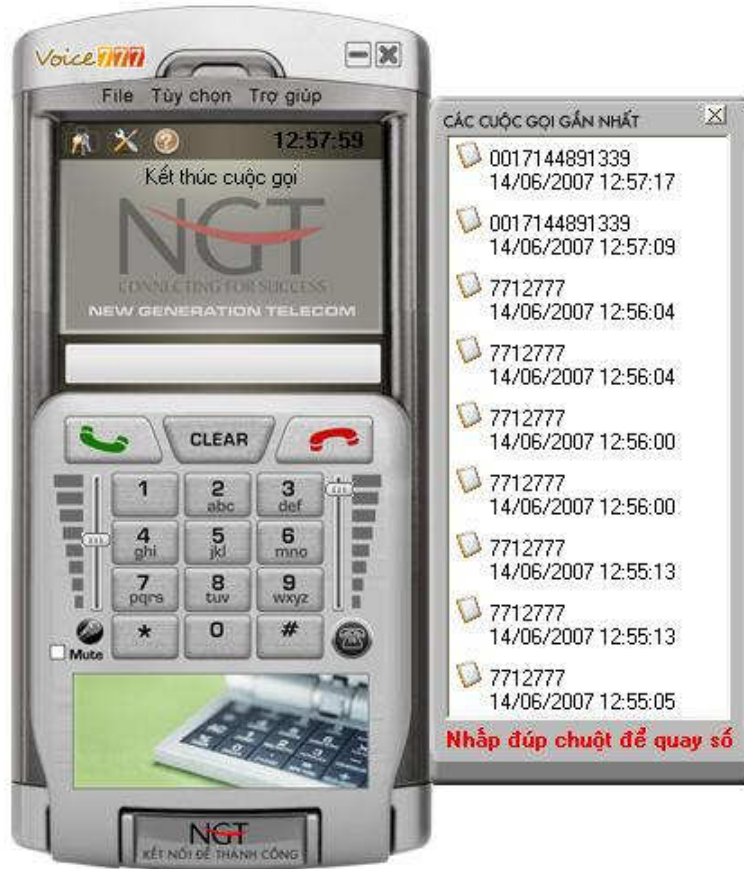 Voice777
File Tùy chọn Trợ giúp
12:57:59
Kết thúc cuộc gọi
NGT
CONNECTING FOR SUCCESS
NEW GENERATION TELECOM
CLEAR
1 2 3
abc def
4 5 6
ghi jkl mno
7 8 9
pqrs tuv wxyz
* 0 #
Mute
NGT
KẾT NỐI ĐỂ THÀNH CÔNG
CÁC CUỘC GỌI GẦN NHẤT
0017144891339
14/06/2007 12:57:17
0017144891339
14/06/2007 12:57:09
7712777
14/06/2007 12:56:04
7712777
14/06/2007 12:56:04
7712777
14/06/2007 12:56:00
7712777
14/06/2007 12:56:00
7712777
14/06/2007 12:55:13
7712777
14/06/2007 12:55:13
7712777
14/06/2007 12:55:05
Nhấp đúp chuột để quay số